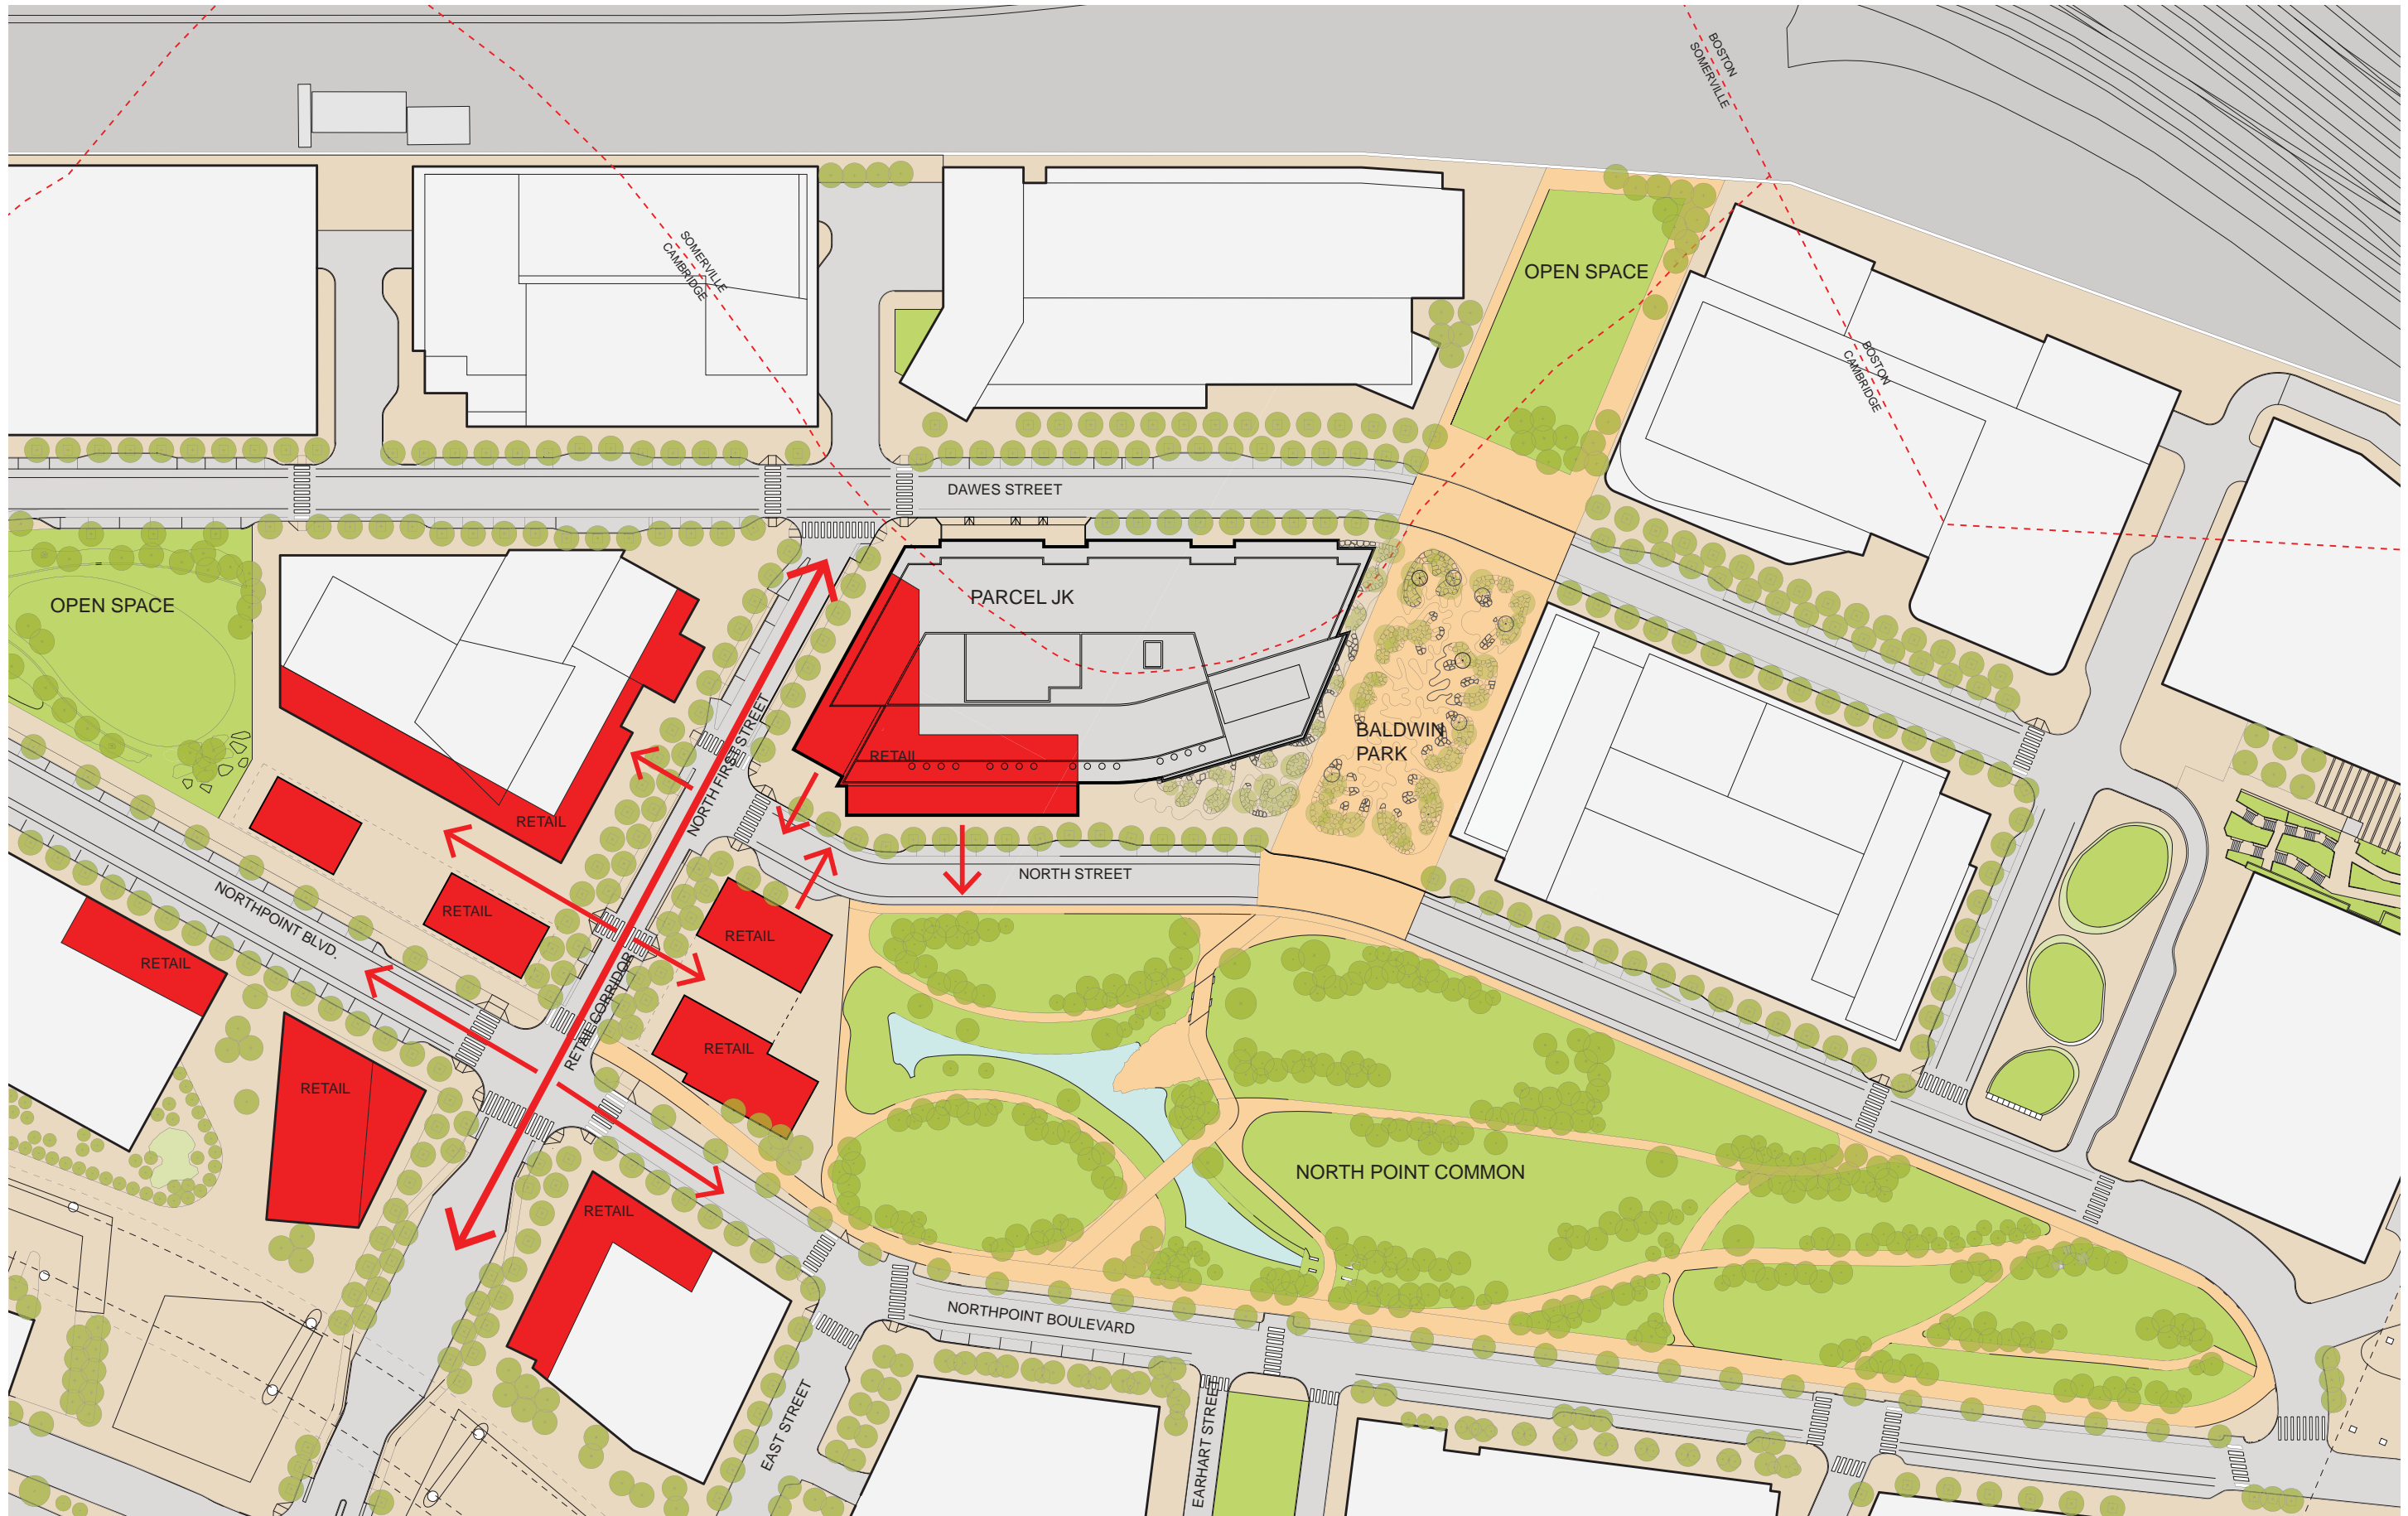 BOSTON
SOMERVILLE
SOMERVILLE
CAMBRIDGE
OPEN SPACE
BOSTON
CAMBRIDGE
DAWES STREET
OPEN SPACE
PARCEL JK
NORTH FIRST STREET
RETAIL
BALDWIN
PARK
RETAIL
NORTH STREET
NORTHPOINT BLVD.
RETAIL
RETAIL
RETAIL
RETAIL CORRIDOR
RETAIL
RETAIL
NORTH POINT COMMON
RETAIL
NORTHPOINT BOULEVARD
EAST STREET
EARHART STREET